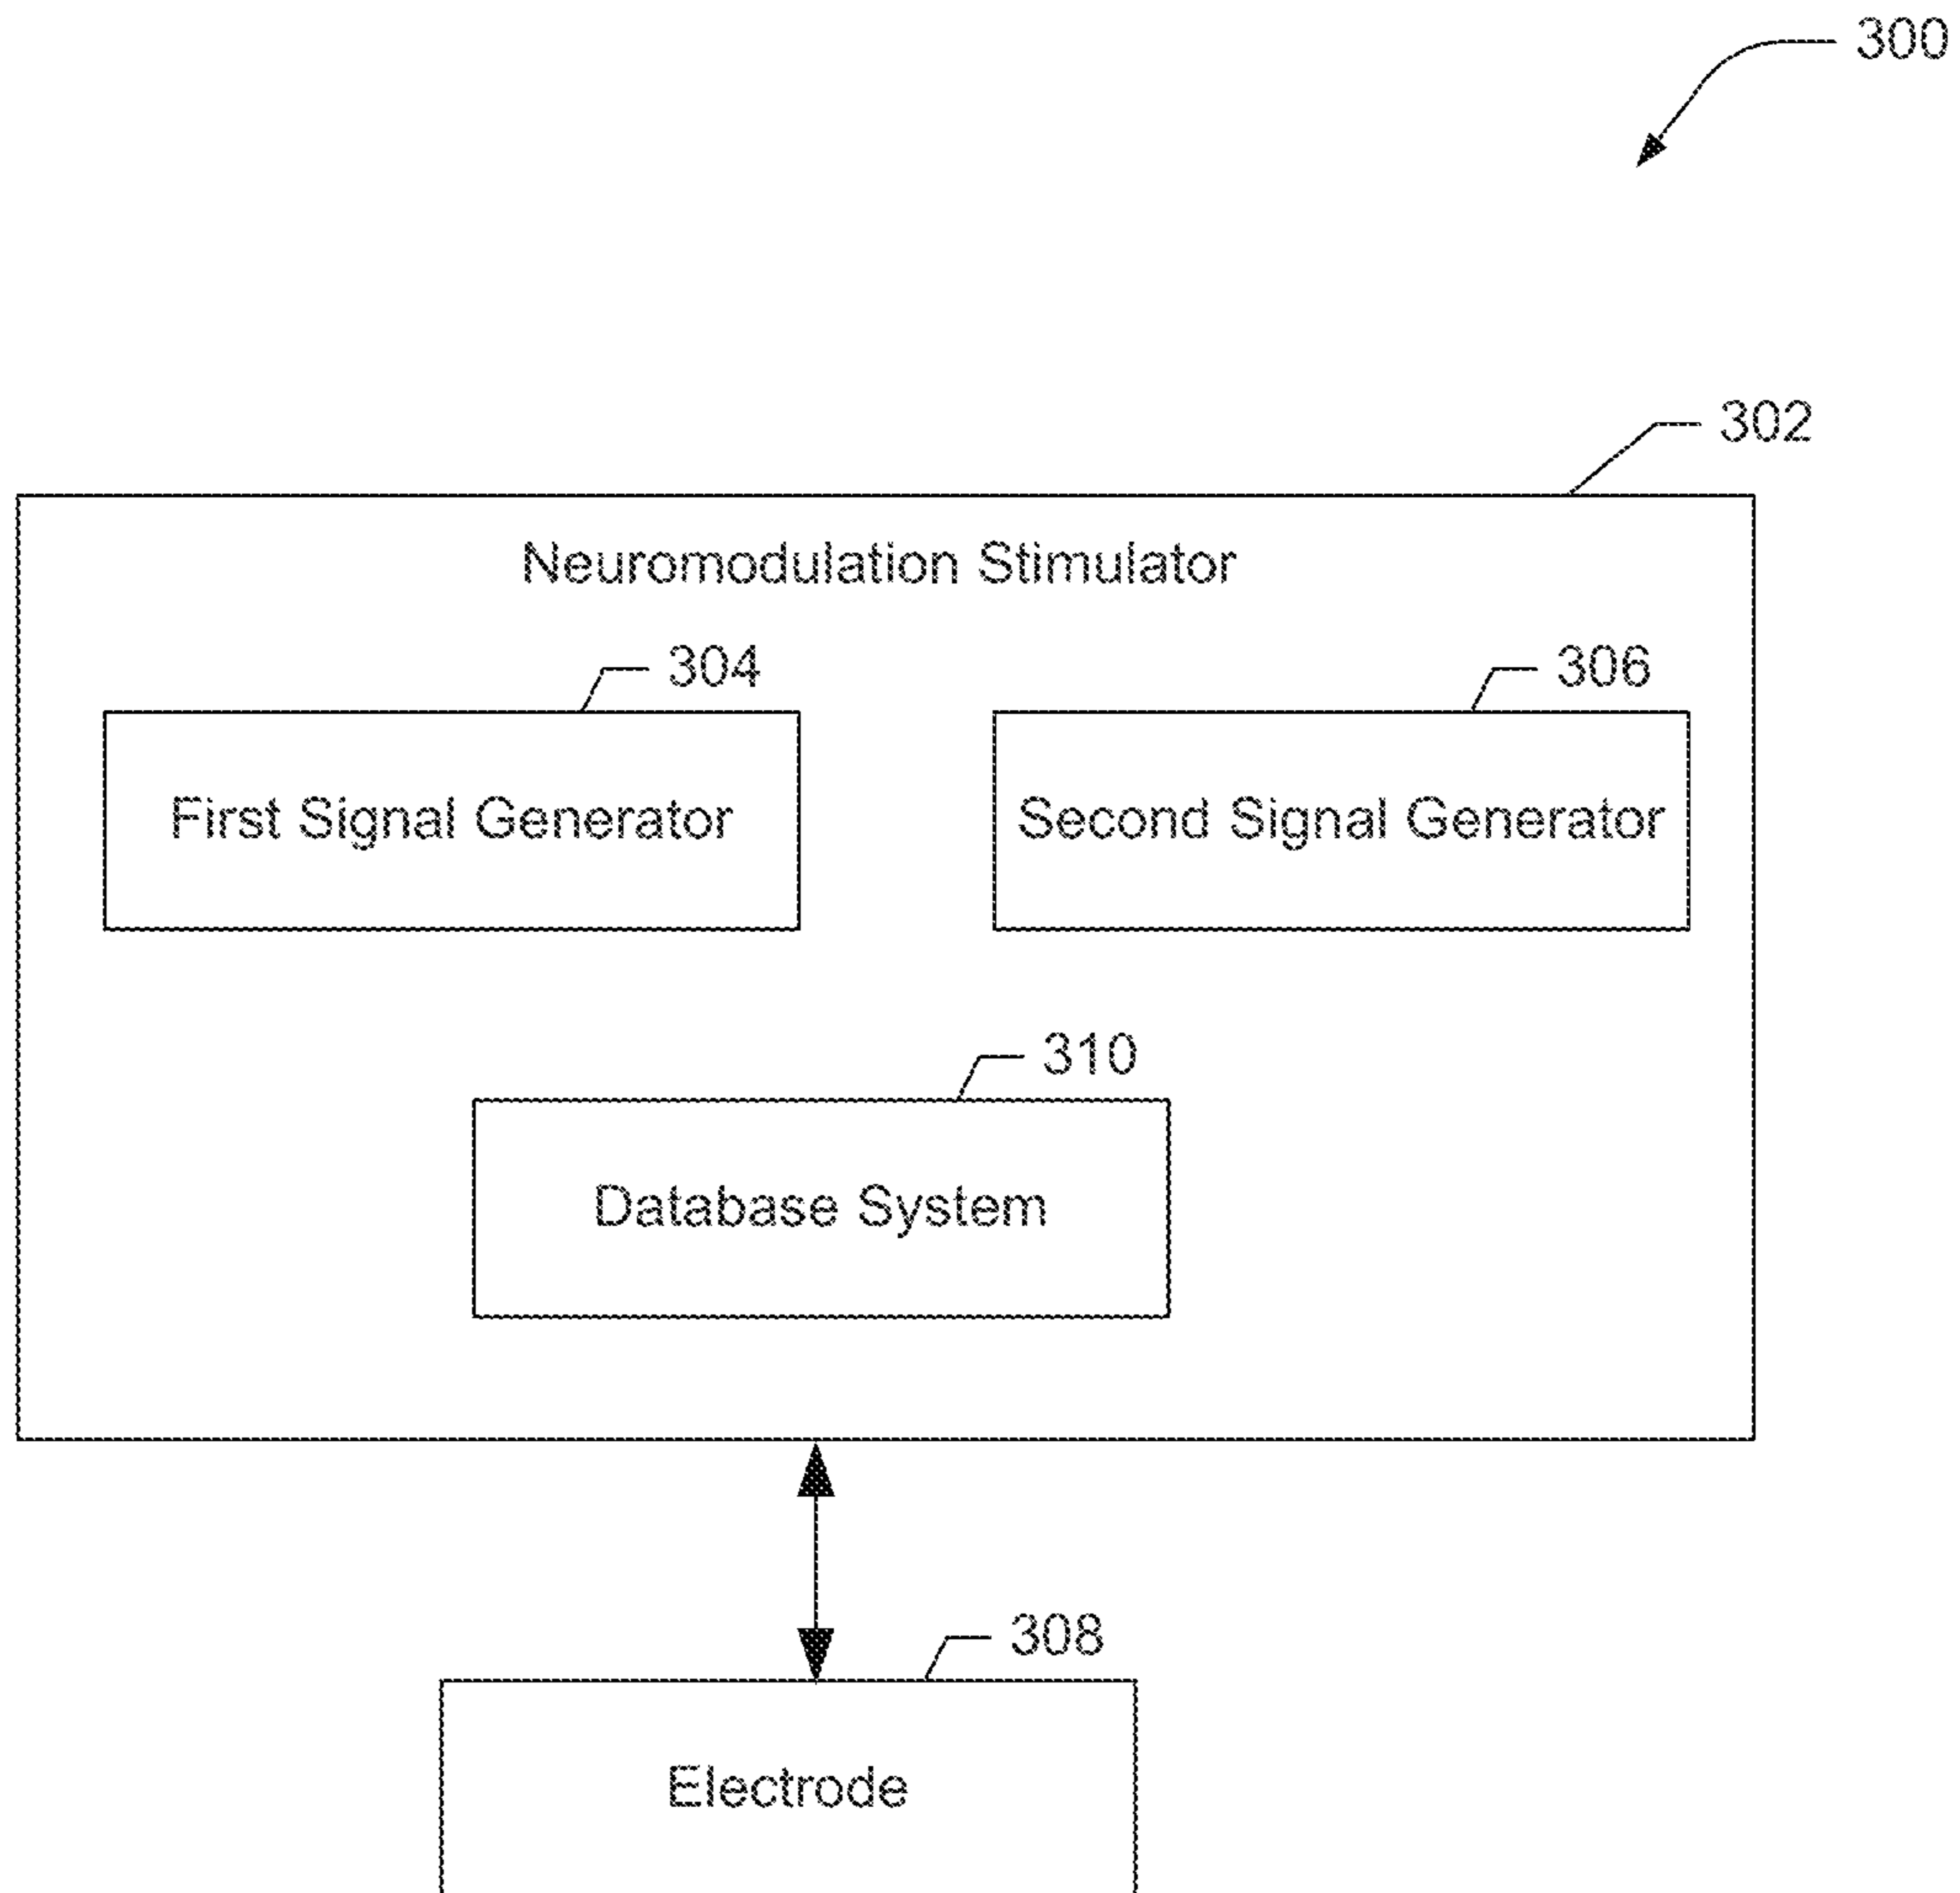 300
302
Neuromodulation Stimulator
304
306
First Signal Generator
Second Signal Generator
310
Database System
308
Electrode